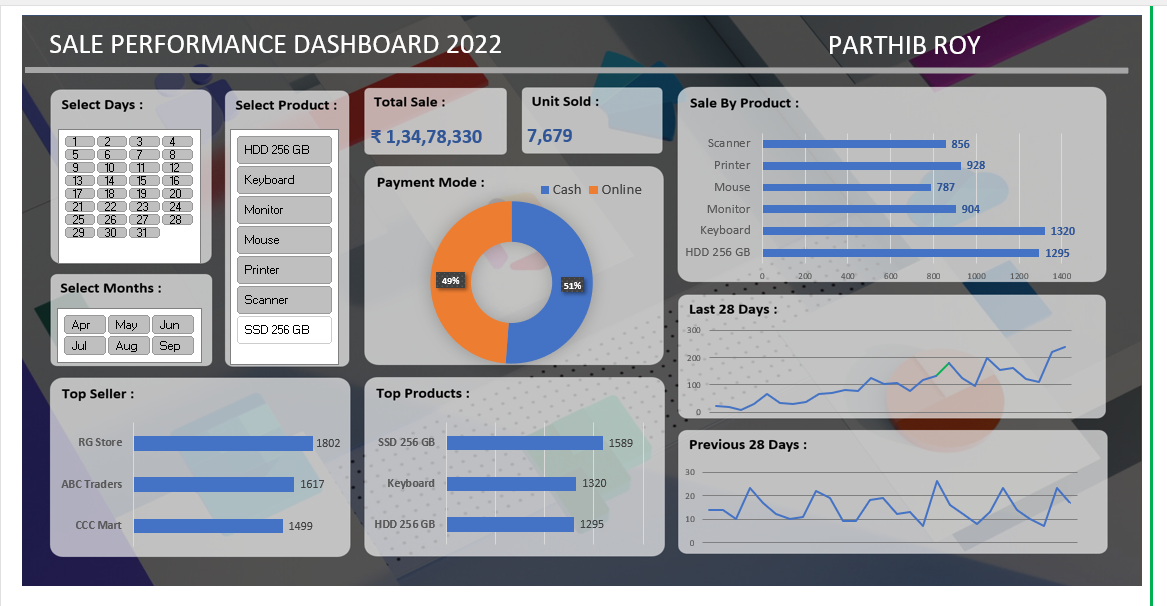 SALE PERFORMANCE DASHBOARD 2022
PARTHIB ROY
Select Days :
1 2 3 4
5 6 7 8
9 10 11 12
13 14 15 16
17 18 19 20
21 22 23 24
25 26 27 28
29 30 31
Select Months :
Apr May Jun
Jul Aug Sep
Select Product :
HDD 256 GB
Keyboard
Monitor
Mouse
Printer
Scanner
SSD 256 GB
Total Sale :
₹ 1,34,78,330
Unit Sold :
7,679
Payment Mode :
Cash Online
49% 51%
Sale By Product :
Scanner 856
Printer 928
Mouse 787
Monitor 904
Keyboard 1320
HDD 256 GB 1295
0 200 400 600 800 1000 1200 1400
Last 28 Days :
300
200
100
0
Top Seller :
RG Store 1802
ABC Traders 1617
CCC Mart 1499
Top Products :
SSD 256 GB 1589
Keyboard 1320
HDD 256 GB 1295
Previous 28 Days :
30
20
10
0